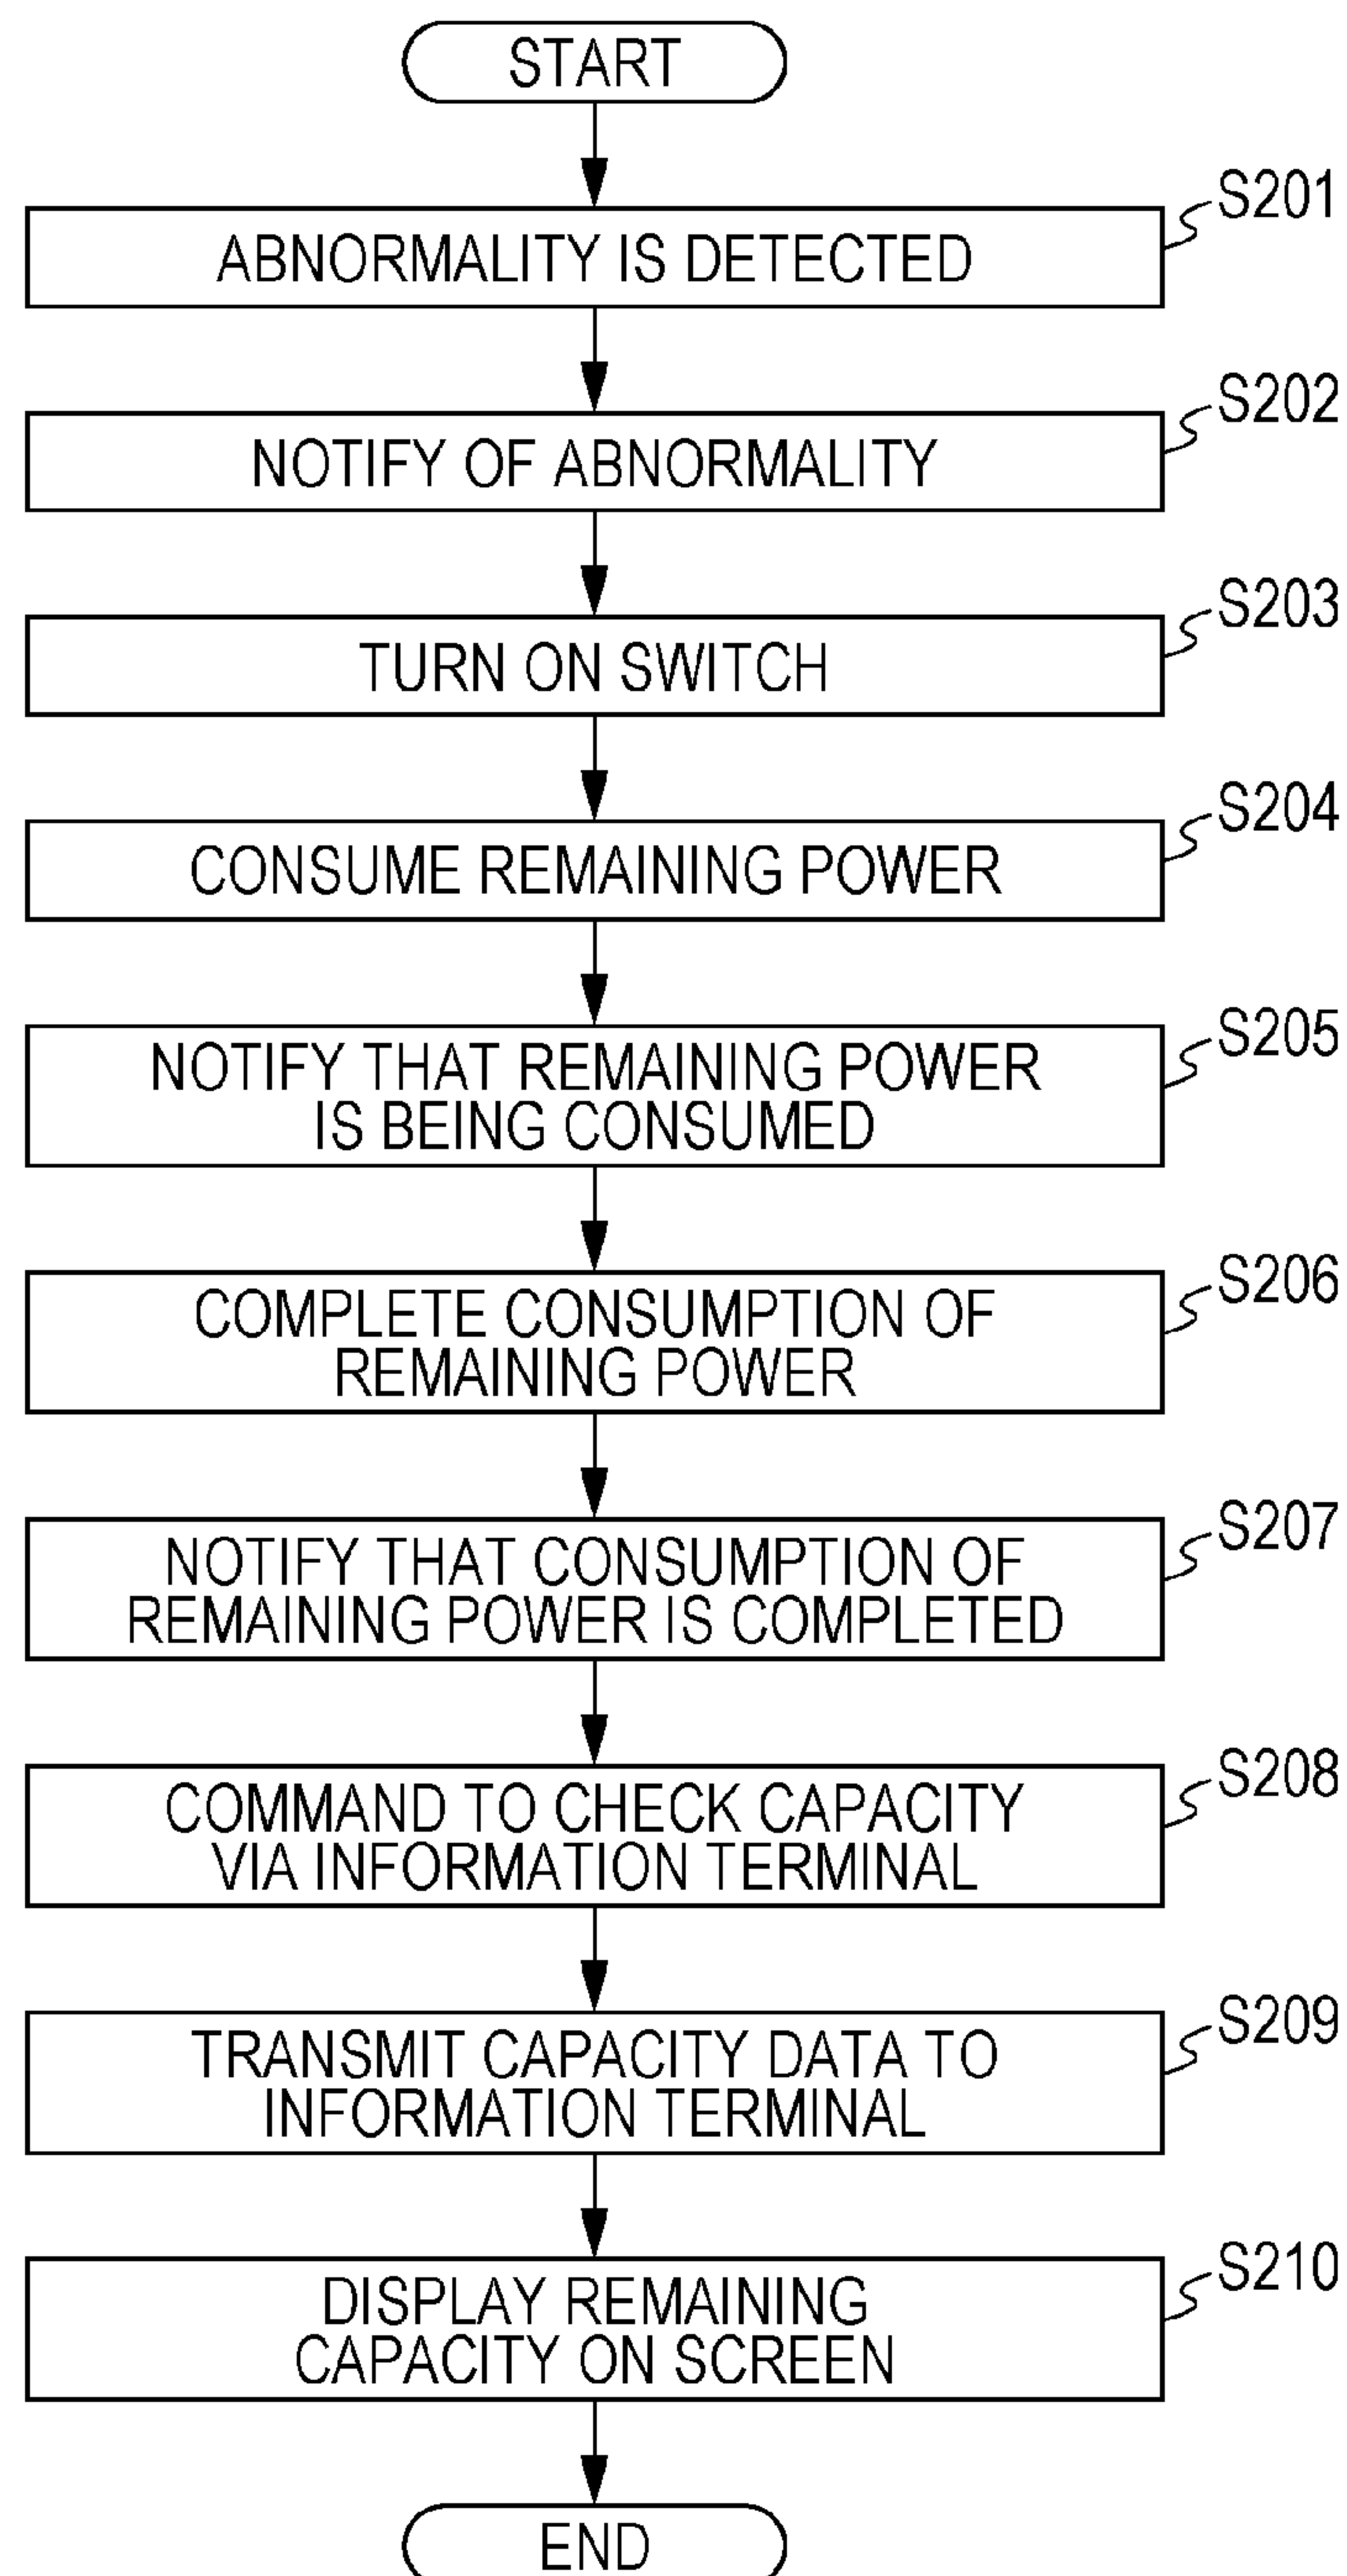 START
S201
ABNORMALITY IS DETECTED
S202
NOTIFY OF ABNORMALITY
S203
TURN ON SWITCH
S204
CONSUME REMAINING POWER
S205
NOTIFY THAT REMAINING POWER
IS BEING CONSUMED
S206
COMPLETE CONSUMPTION OF
REMAINING POWER
S207
NOTIFY THAT CONSUMPTION OF
REMAINING POWER IS COMPLETED
S208
COMMAND TO CHECK CAPACITY
VIA INFORMATION TERMINAL
S209
TRANSMIT CAPACITY DATA TO
INFORMATION TERMINAL
S210
DISPLAY REMAINING
CAPACITY ON SCREEN
END